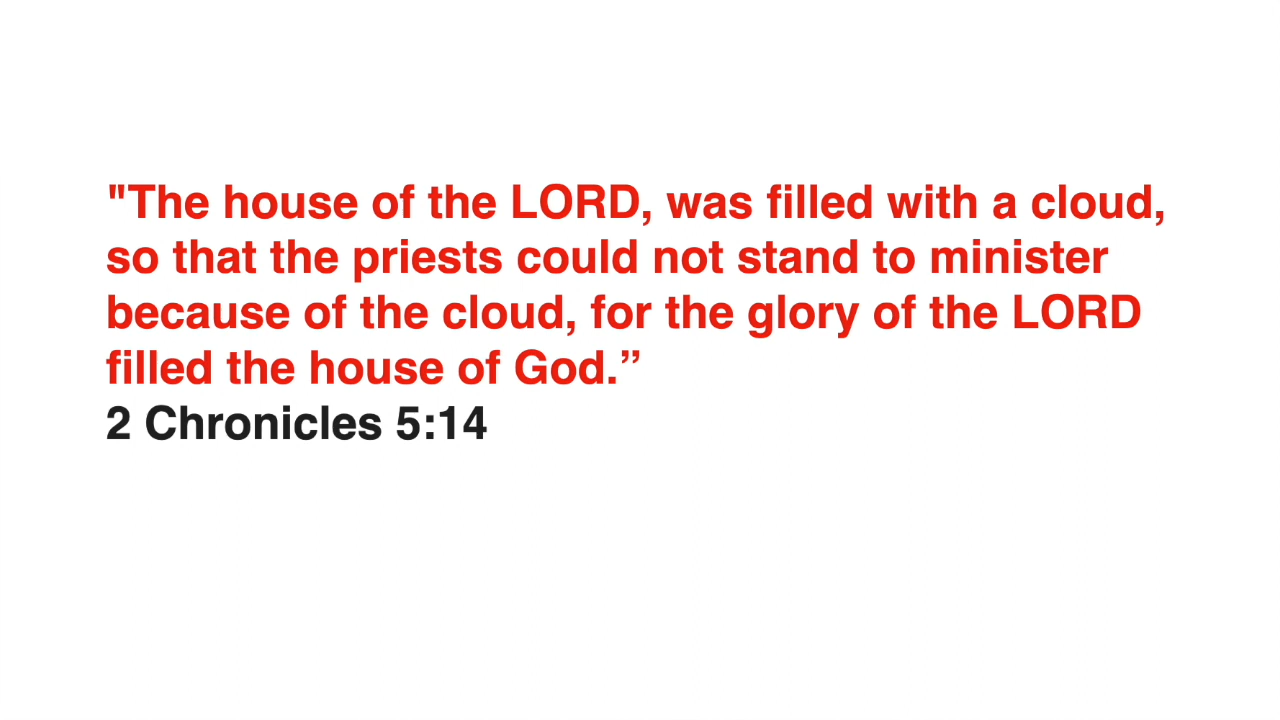 "The house of the LORD, was filled with a cloud,
so that the priests could not stand to minister
because of the cloud, for the glory of the LORD
filled the house of God.”
2 Chronicles 5:14